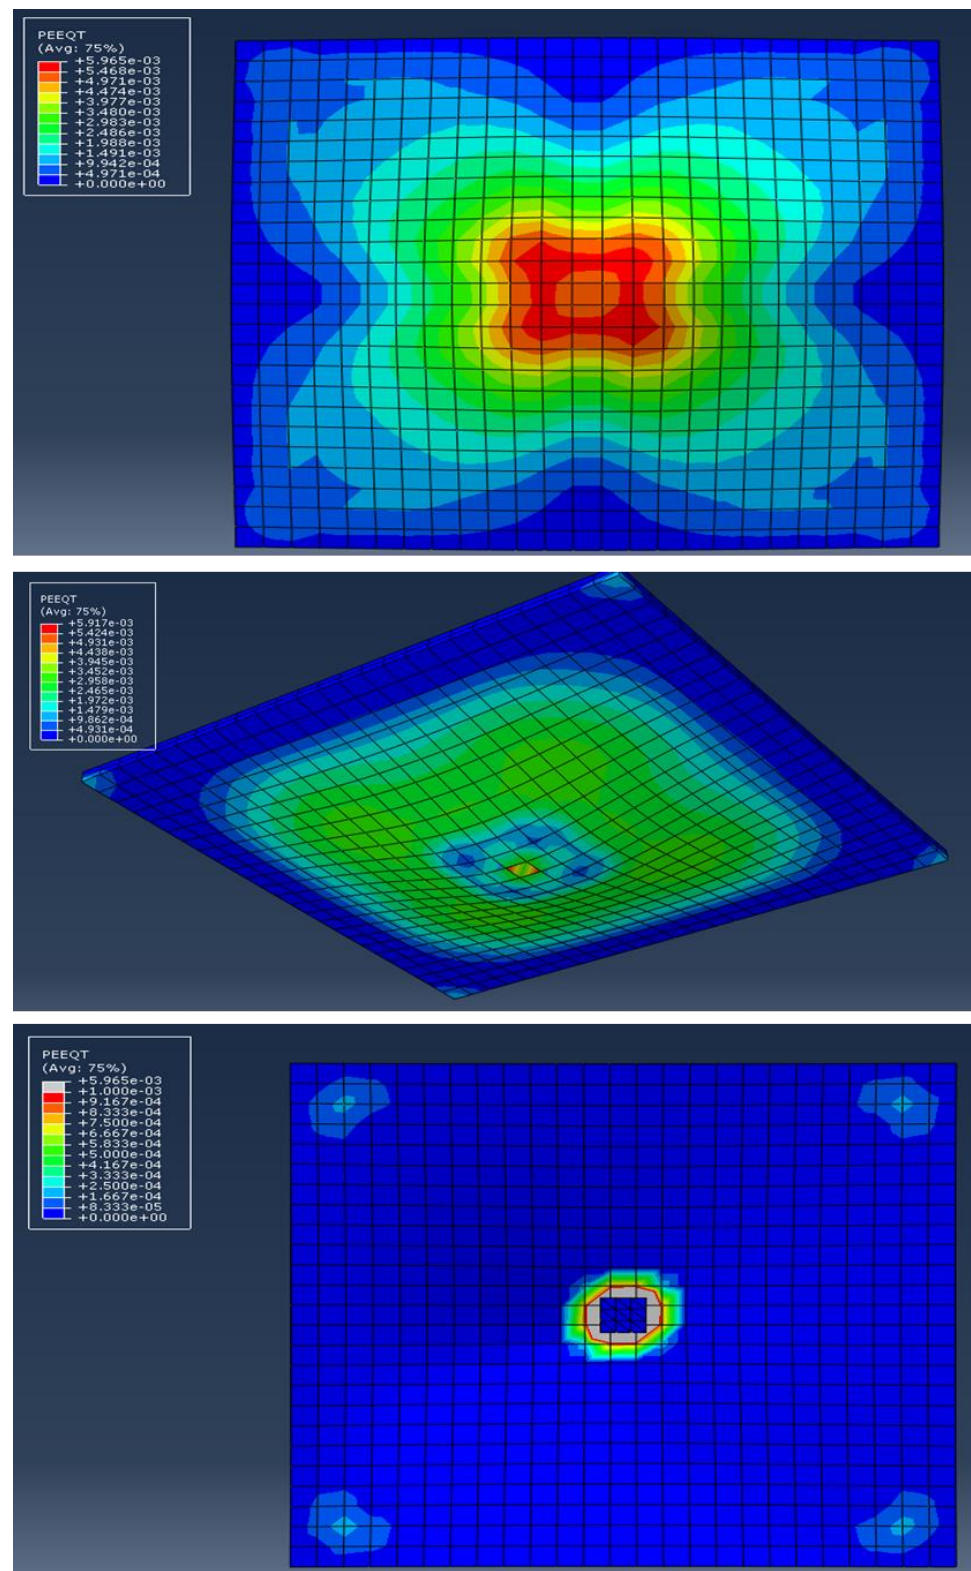 PEEQT
(Avg: 75%)
+5.965e-03
+5.468e-03
+4.971e-03
+4.474e-03
+3.977e-03
+3.480e-03
+2.983e-03
+2.486e-03
+1.988e-03
+1.491e-03
+9.942e-04
+4.971e-04
+0.000e+00
PEEQT
(Avg: 75%)
+5.917e-03
+5.424e-03
+4.931e-03
+4.438e-03
+3.945e-03
+3.452e-03
+2.958e-03
+2.465e-03
+1.972e-03
+1.479e-03
+9.862e-04
+4.931e-04
+0.000e+00
PEEQT
(Avg: 75%)
+5.965e-03
+1.000e-03
+9.167e-04
+8.333e-04
+7.500e-04
+6.667e-04
+5.833e-04
+5.000e-04
+4.167e-04
+3.333e-04
+2.500e-04
+1.667e-04
+8.333e-05
+0.000e+00